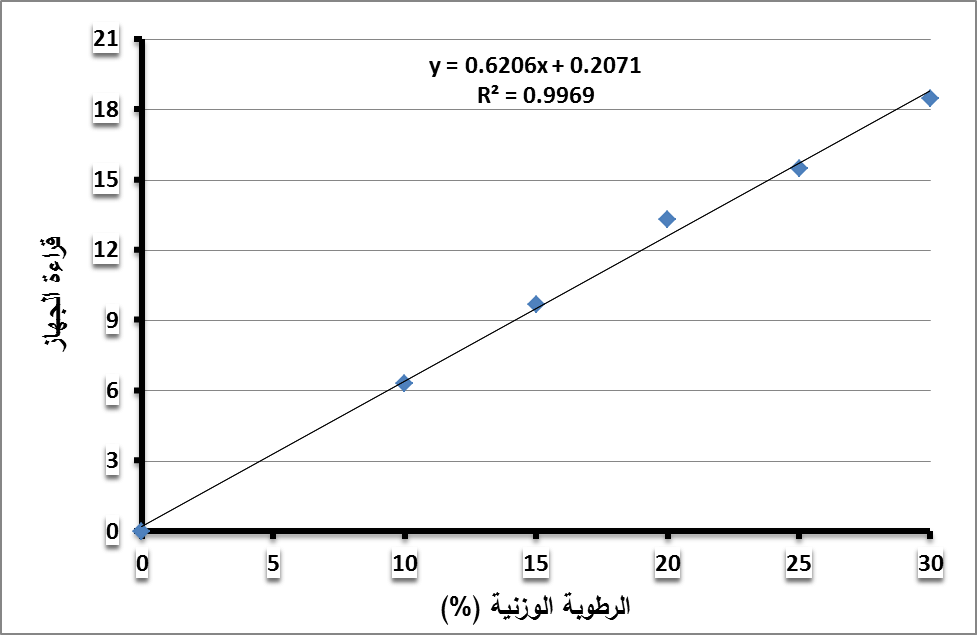 y = 0.6206x + 0.2071
R² = 0.9969
21
18
15
12
9
6
3
0
قراءة الجهاز
0 5 10 15 20 25 30
الرطوبة الوزنية (%)